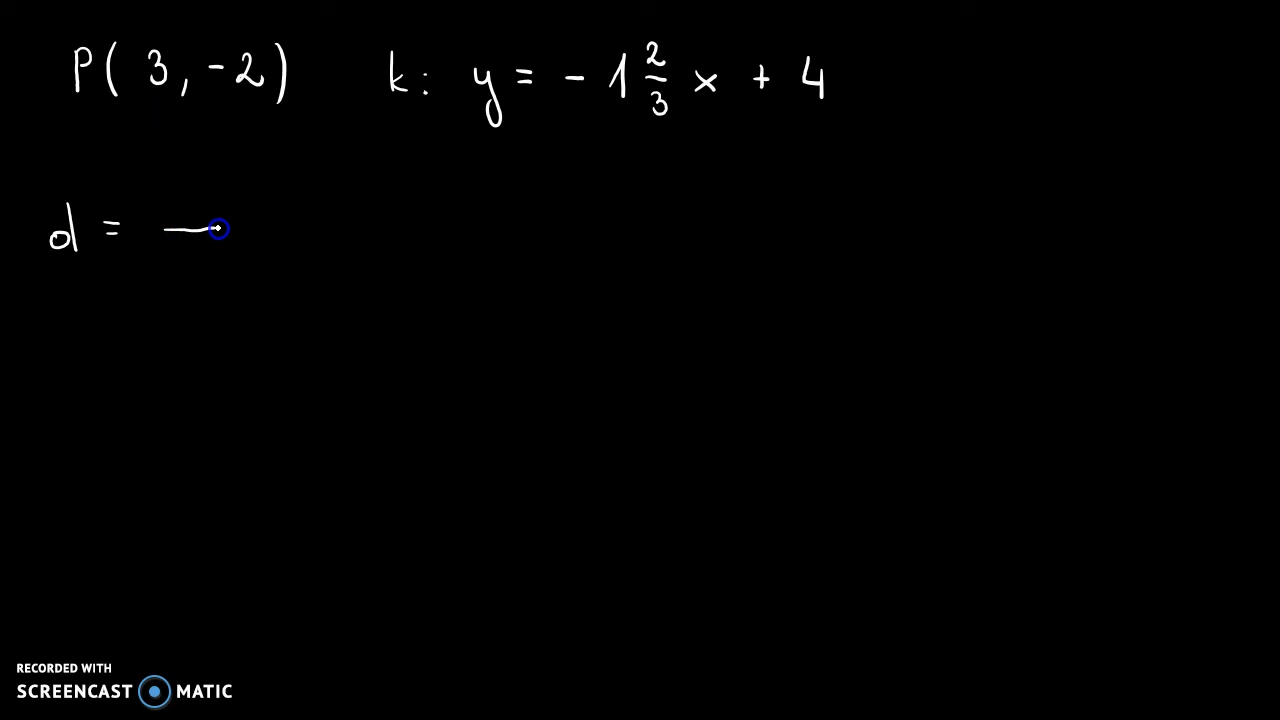 P( 3, -2) k: y = - 1 2/3 x + 4
d =
RECORDED WITH
SCREENCAST MATIC